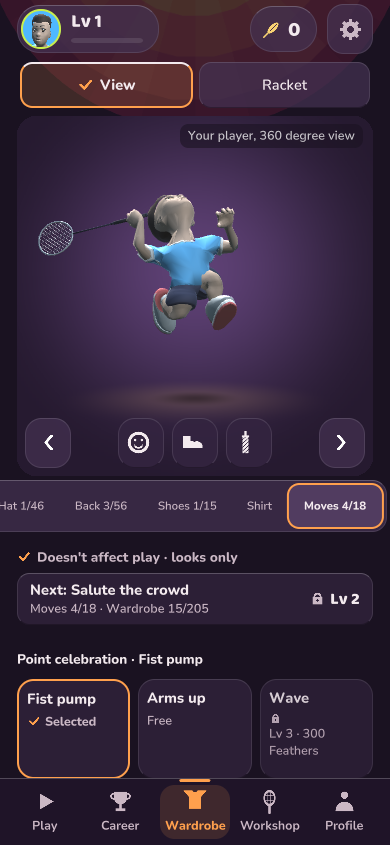 Lv 1
0
View
Racket
Your player, 360 degree view
Hat 1/46
Back 3/56
Shoes 1/15
Shirt
Moves 4/18
Doesn't affect play · looks only
Next: Salute the crowd
Moves 4/18 · Wardrobe 15/205
Lv 2
Point celebration · Fist pump
Fist pump
Selected
Arms up
Free
Wave
Lv 3 · 300
Feathers
Play
Career
Wardrobe
Workshop
Profile